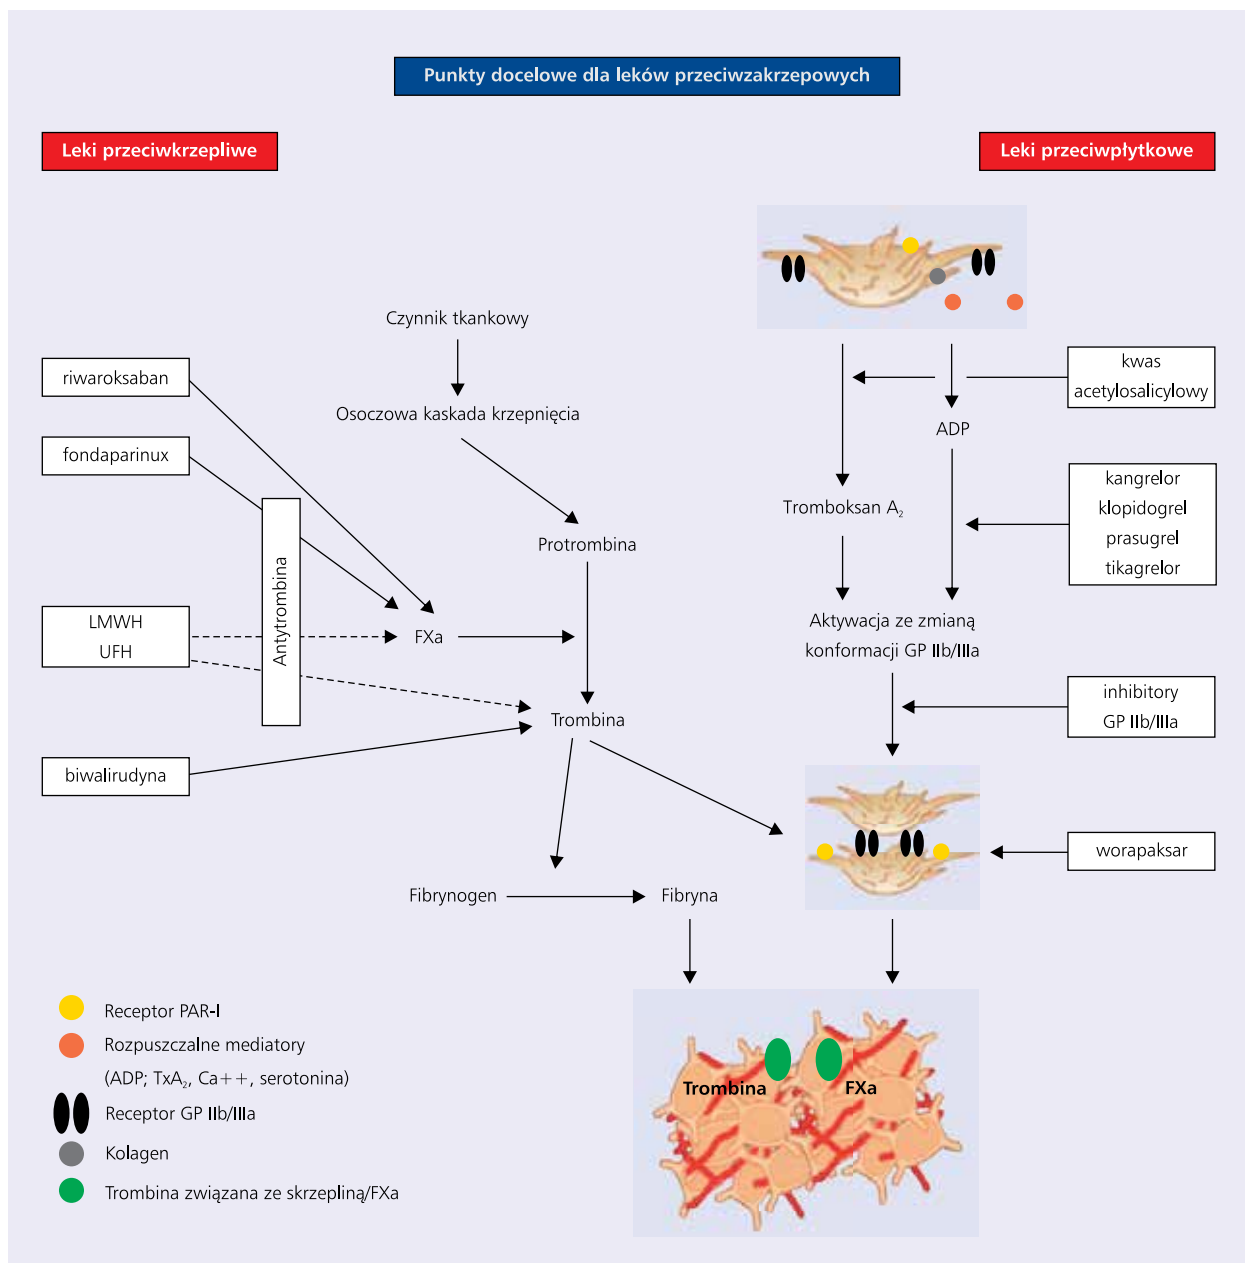 Punkty docelowe dla leków przeciwzakrzepowych
Leki przeciwkrzepliwe
Leki przeciwpłytkowe
Czynnik tkankowy
riwaroksaban
kwas
acetylosalicylowy
Osoczowa kaskada krzepnięcia
ADP
fondaparinux
kangrelor
klopidogrel
prasugrel
tikagrelor
Tromboksan A₂
Protrombina
Antytrombina
LMWH
UFH
FXa
Aktywacja ze zmianą
konformacji GP IIb/IIIa
inhibitory
GP IIb/IIIa
Trombina
biwalirudyna
worapaksar
Fibrynogen
Fibryna
Receptor PAR-I
Rozpuszczalne mediatory
(ADP; TxA₂, Ca++, serotonina)
Receptor GP IIb/IIIa
Kolagen
Trombina związana ze skrzepliną/FXa
Trombina
FXa